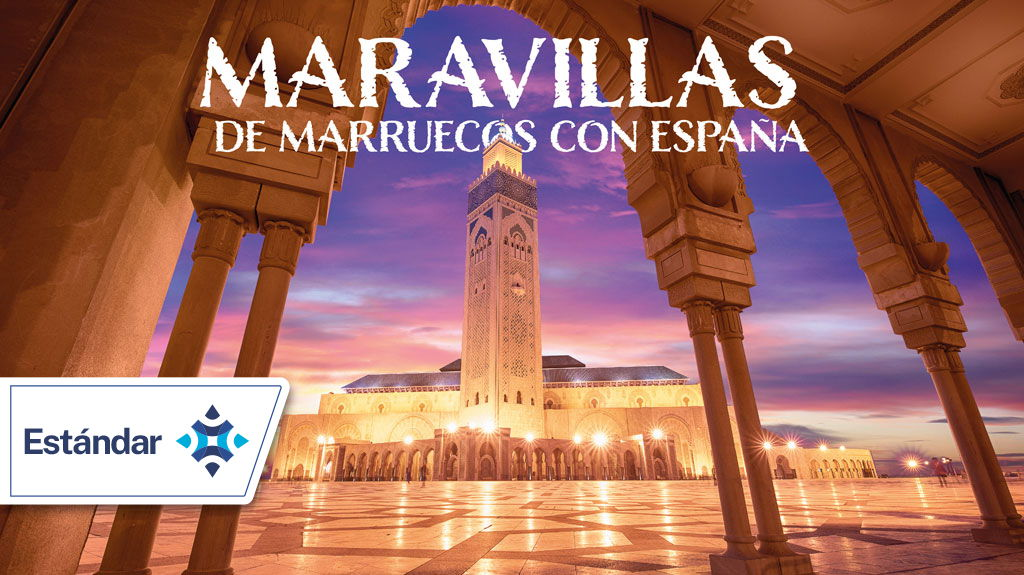 MARAVILLAS
DE MARRUECOS CON ESPAÑA
Estándar